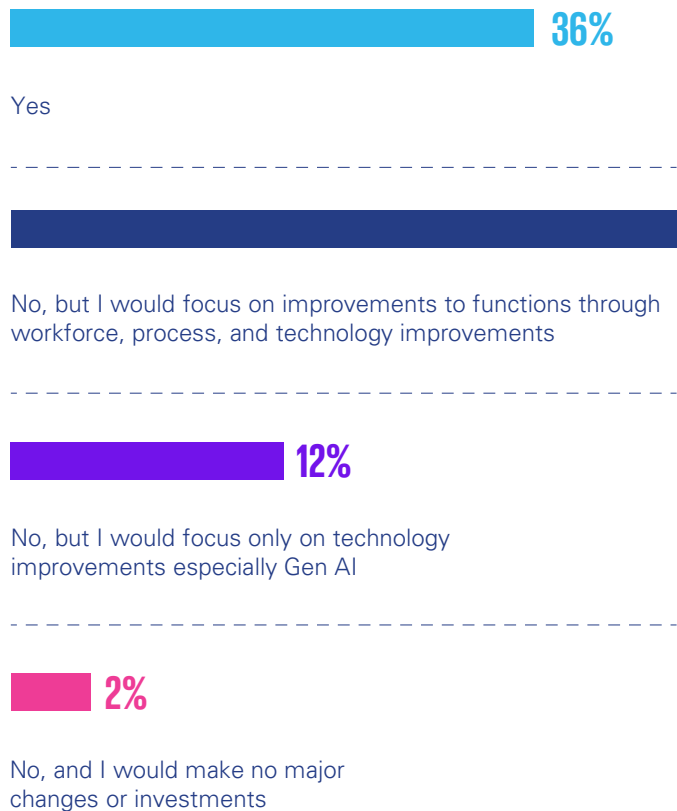 36%
Yes
No, but I would focus on improvements to functions through
workforce, process, and technology improvements
12%
No, but I would focus only on technology
improvements especially Gen AI
2%
No, and I would make no major
changes or investments